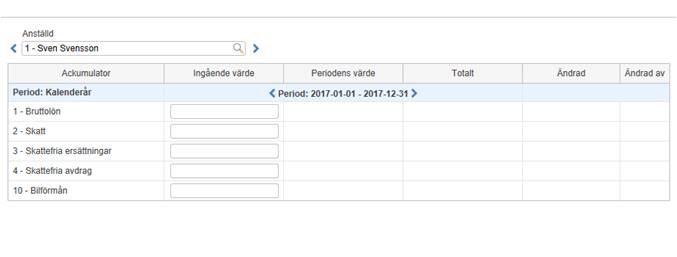 Anställd
1 - Sven Svensson
Ackumulator Ingående värde Periodens värde Totalt Ändrad Ändrad av
Period: Kalenderår Period: 2017-01-01 - 2017-12-31
1 - Bruttolön
2 - Skatt
3 - Skattefria ersättningar
4 - Skattefria avdrag
10 - Bilförmån